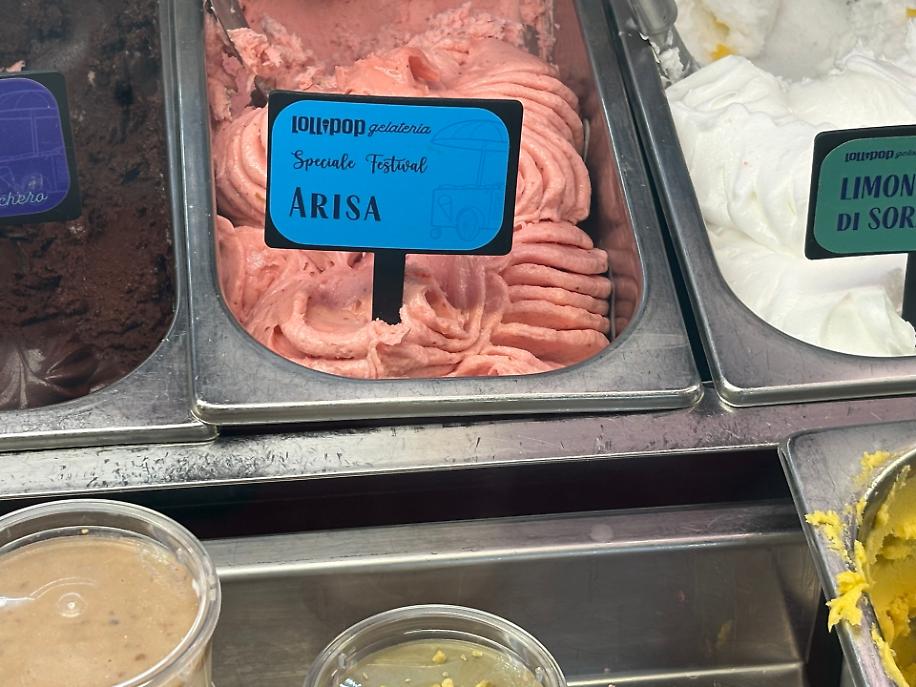 LOLLIPOP gelateria
Speciale Festival
ARISA
LOLLIPOP
LIMON
DI SOR